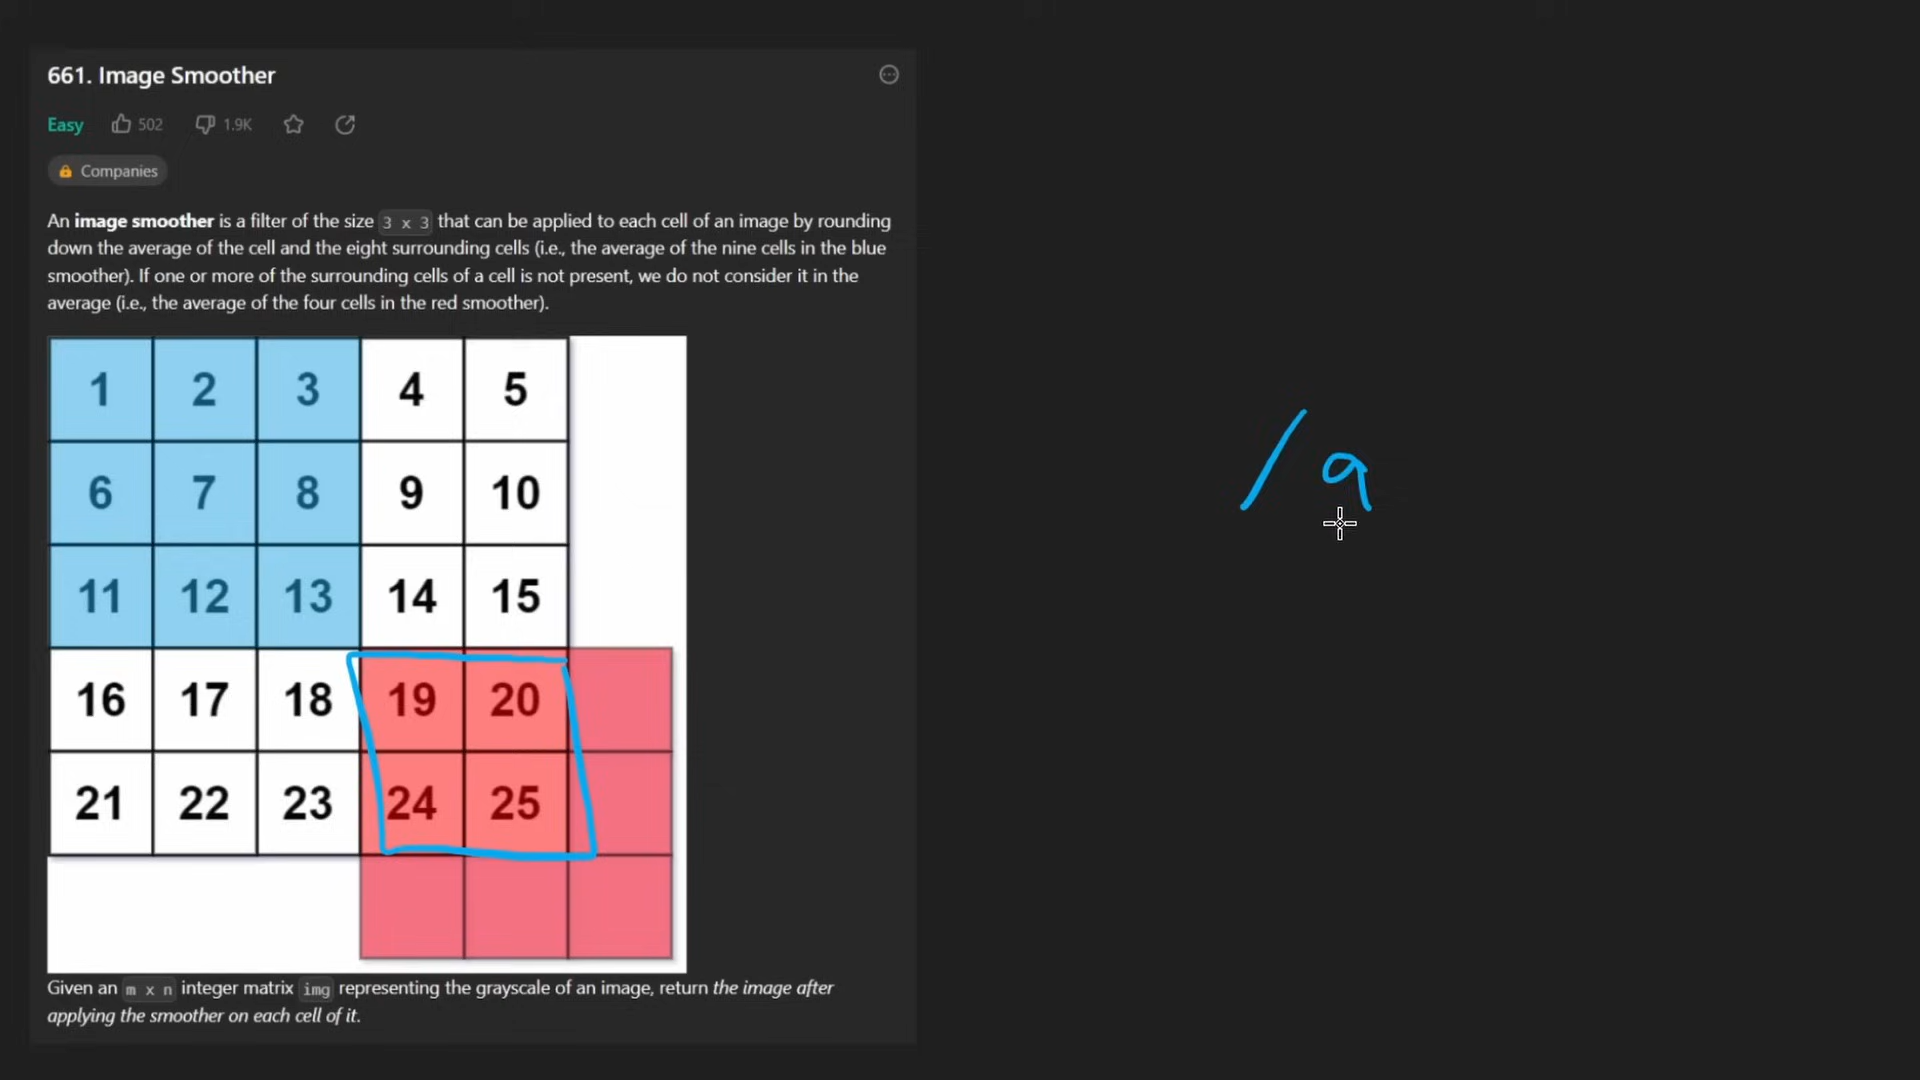 661. Image Smoother
Easy 502 1.9K
Companies
An image smoother is a filter of the size 3 x 3 that can be applied to each cell of an image by rounding
down the average of the cell and the eight surrounding cells (i.e., the average of the nine cells in the blue
smoother). If one or more of the surrounding cells of a cell is not present, we do not consider it in the
average (i.e., the average of the four cells in the red smoother).
1 2 3 4 5
6 7 8 9 10
/9
11 12 13 14 15
16 17 18 19 20
21 22 23 24 25
Given an m x n integer matrix img representing the grayscale of an image, return the image after
applying the smoother on each cell of it.